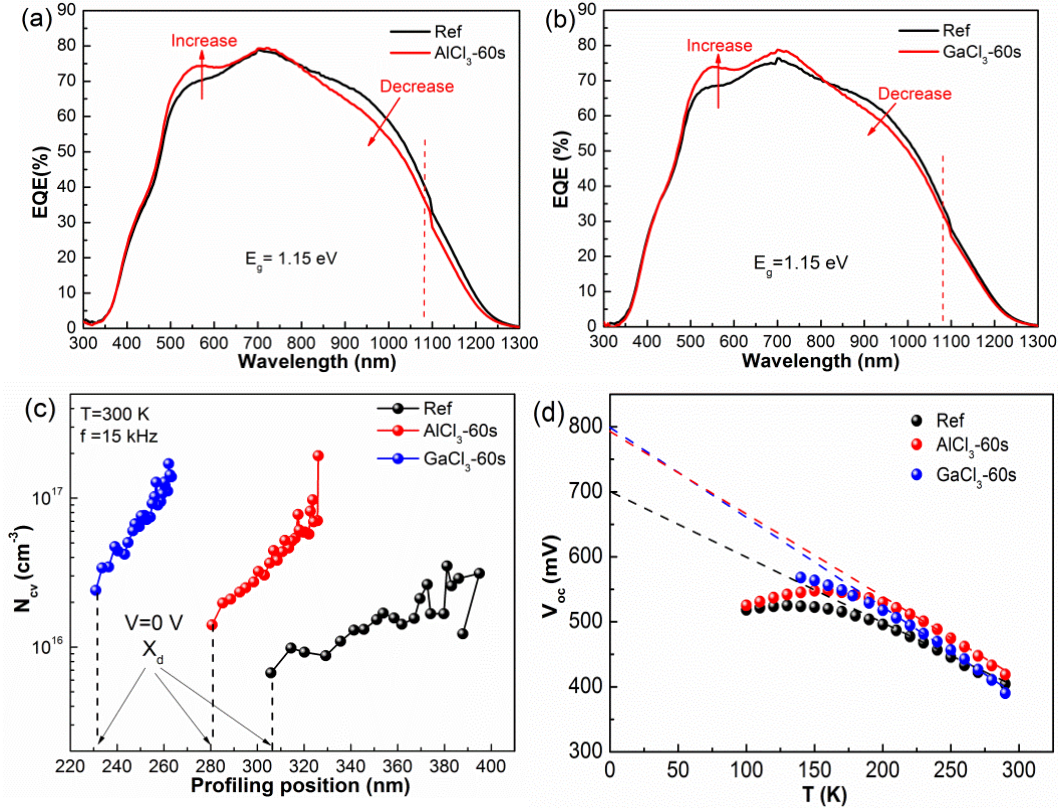 (a)
Ref
AlCl3-60s
Increase
Decrease
Eg= 1.15 eV
EQE(%)
0
10
20
30
40
50
60
70
80
90
300 400 500 600 700 800 900 1000 1100 1200 1300
Wavelength (nm)
(b)
Ref
GaCl3-60s
Increase
Decrease
Eg=1.15 eV
EQE (%)
0
10
20
30
40
50
60
70
80
90
300 400 500 600 700 800 900 1000 1100 1200 1300
Wavelength (nm)
(c)
T=300 K
f =15 kHz
Ref
AlCl3-60s
GaCl3-60s
V=0 V
Xd
Ncv (cm-3)
10^17
10^16
220 240 260 280 300 320 340 360 380 400
Profiling position (nm)
(d)
Ref
AlCl3-60s
GaCl3-60s
Voc (mV)
800
700
600
500
400
300
0 50 100 150 200 250 300
T (K)